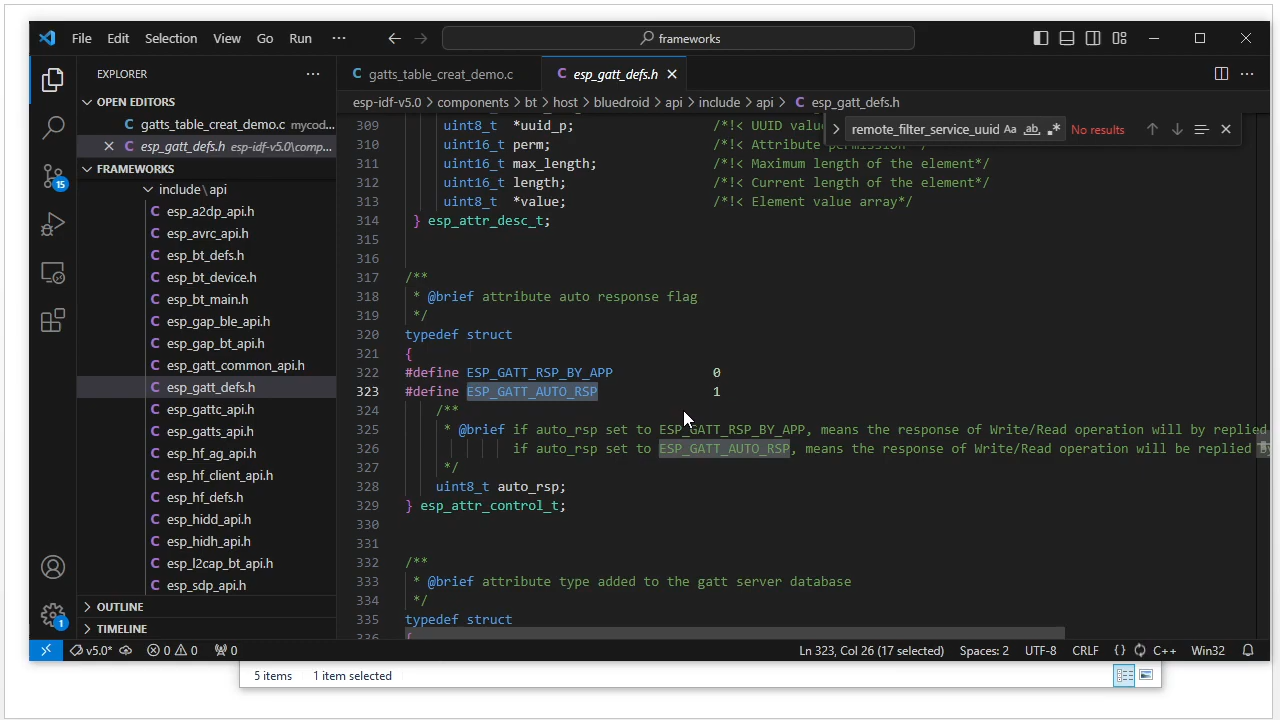 File Edit Selection View Go Run ··· frameworks
EXPLORER ···
OPEN EDITORS
gatts_table_creat_demo.c mycod...
esp_gatt_defs.h esp-idf-v5.0\comp...
FRAMEWORKS
include\api
C esp_a2dp_api.h
C esp_avrc_api.h
C esp_bt_defs.h
C esp_bt_device.h
C esp_bt_main.h
C esp_gap_ble_api.h
C esp_gap_bt_api.h
C esp_gatt_common_api.h
C esp_gatt_defs.h
C esp_gattc_api.h
C esp_gatts_api.h
C esp_hf_ag_api.h
C esp_hf_client_api.h
C esp_hf_defs.h
C esp_hidd_api.h
C esp_hidh_api.h
C esp_l2cap_bt_api.h
C esp_sdp_api.h
OUTLINE
TIMELINE
15
1
C gatts_table_creat_demo.c C esp_gatt_defs.h
esp-idf-v5.0 > components > bt > host > bluedroid > api > include > api > C esp_gatt_defs.h
remote_filter_service_uuid Aa ab .* No results
309 uint8_t *uuid_p; /*!< UUID value
310 uint16_t perm; /*!< Attribute permission */
311 uint16_t max_length; /*!< Maximum length of the element*/
312 uint16_t length; /*!< Current length of the element*/
313 uint8_t *value; /*!< Element value array*/
314 } esp_attr_desc_t;
315
316
317 /**
318 * @brief attribute auto response flag
319 */
320 typedef struct
321 {
322 #define ESP_GATT_RSP_BY_APP 0
323 #define ESP_GATT_AUTO_RSP 1
324 /**
325 * @brief if auto_rsp set to ESP_GATT_RSP_BY_APP, means the response of Write/Read operation will by replied
326 if auto_rsp set to ESP_GATT_AUTO_RSP, means the response of Write/Read operation will be replied
327 */
328 uint8_t auto_rsp;
329 } esp_attr_control_t;
330
331
332 /**
333 * @brief attribute type added to the gatt server database
334 */
335 typedef struct
336 {
v5.0* 0 0 0 Ln 323, Col 26 (17 selected) Spaces: 2 UTF-8 CRLF {} C++ Win32
5 items 1 item selected